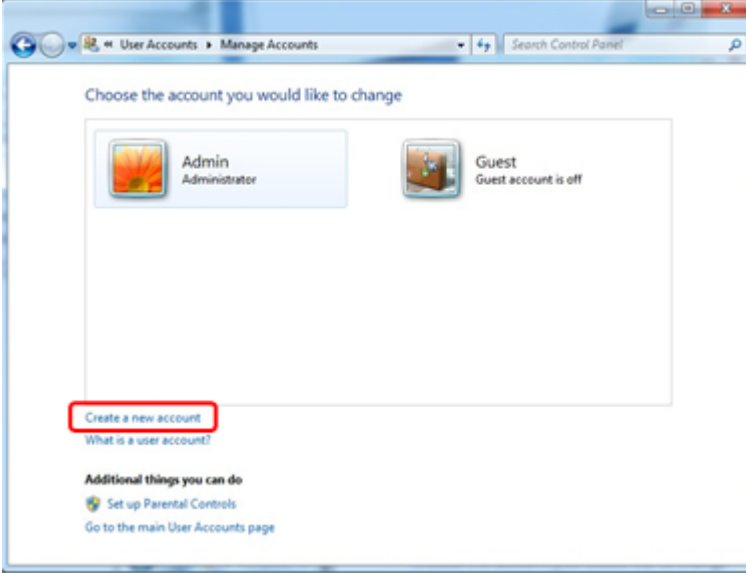 « User Accounts ▸ Manage Accounts
Search Control Panel
Choose the account you would like to change
Admin
Administrator
Guest
Guest account is off
Create a new account
What is a user account?
Additional things you can do
Set up Parental Controls
Go to the main User Accounts page